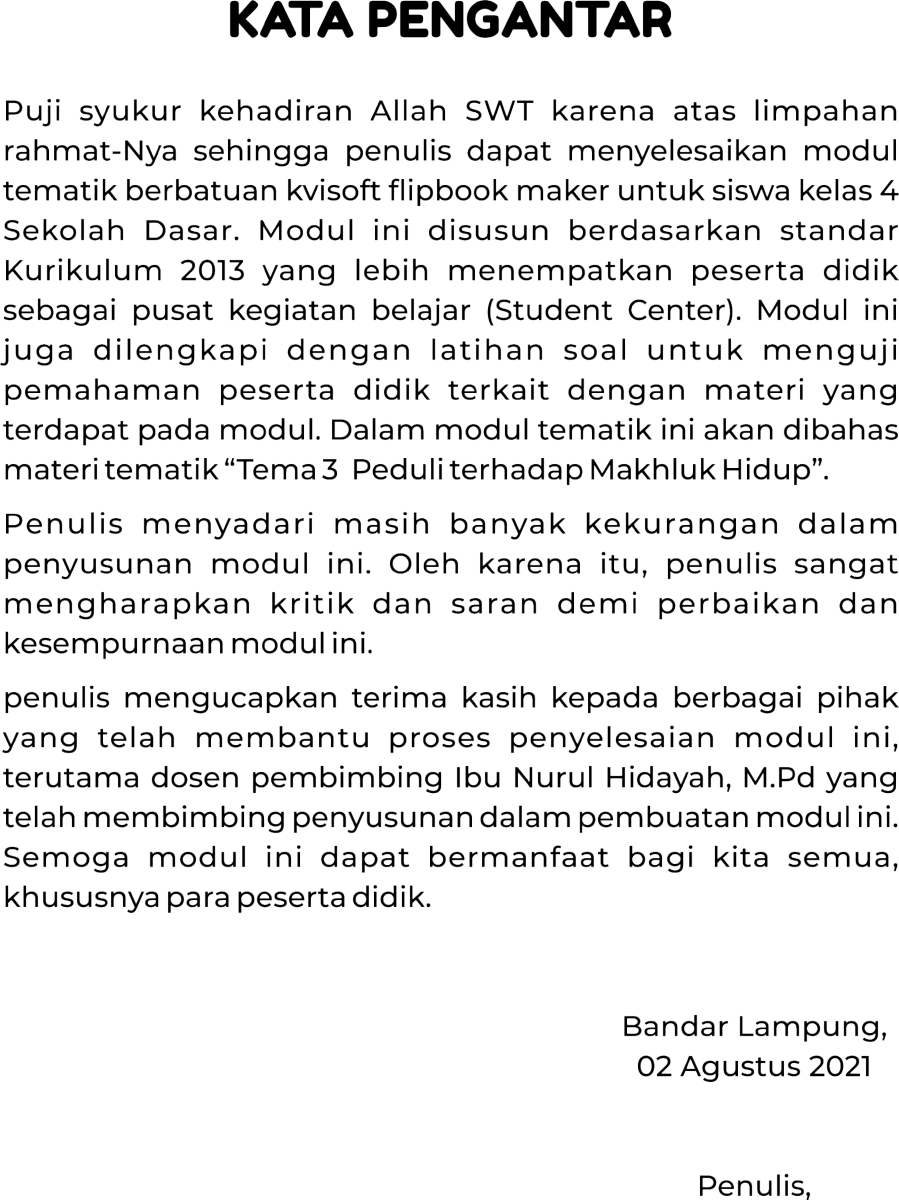 KATA PENGANTAR
Puji syukur kehadiran Allah SWT karena atas limpahan
rahmat-Nya sehingga penulis dapat menyelesaikan modul
tematik berbatuan kvisoft flipbook maker untuk siswa kelas 4
Sekolah Dasar. Modul ini disusun berdasarkan standar
Kurikulum 2013 yang lebih menempatkan peserta didik
sebagai pusat kegiatan belajar (Student Center). Modul ini
juga dilengkapi dengan latihan soal untuk menguji
pemahaman peserta didik terkait dengan materi yang
terdapat pada modul. Dalam modul tematik ini akan dibahas
materi tematik “Tema 3  Peduli terhadap Makhluk Hidup”.
Penulis menyadari masih banyak kekurangan dalam
penyusunan modul ini. Oleh karena itu, penulis sangat
mengharapkan kritik dan saran demi perbaikan dan
kesempurnaan modul ini.
penulis mengucapkan terima kasih kepada berbagai pihak
yang telah membantu proses penyelesaian modul ini,
terutama dosen pembimbing Ibu Nurul Hidayah, M.Pd yang
telah membimbing penyusunan dalam pembuatan modul ini.
Semoga modul ini dapat bermanfaat bagi kita semua,
khususnya para peserta didik.
Bandar Lampung,
02 Agustus 2021
Penulis,